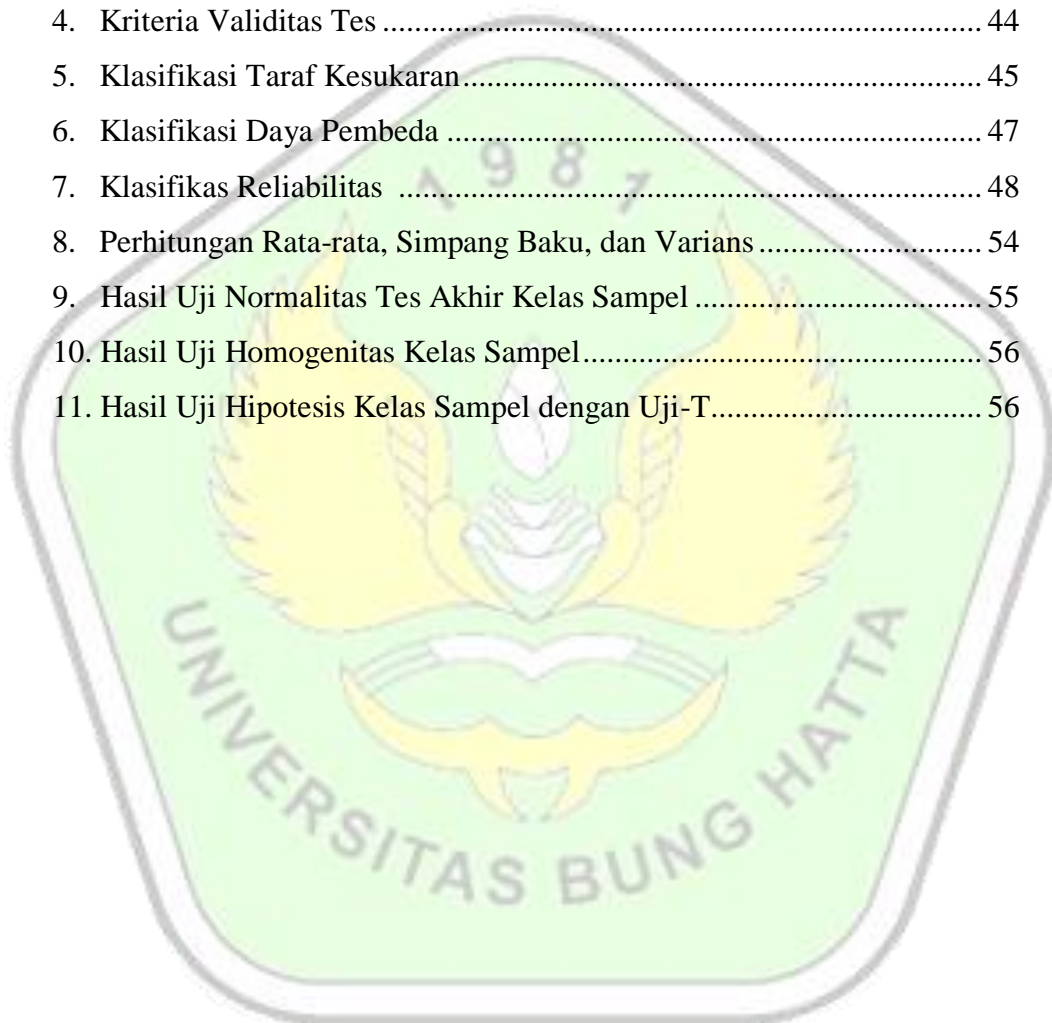 4. Kriteria Validitas Tes ........................................................................... 44
5. Klasifikasi Taraf Kesukaran................................................................. 45
6. Klasifikasi Daya Pembeda ................................................................... 47
7. Klasifikas Reliabilitas ......................................................................... 48
8. Perhitungan Rata-rata, Simpang Baku, dan Varians ............................ 54
9. Hasil Uji Normalitas Tes Akhir Kelas Sampel .................................... 55
10. Hasil Uji Homogenitas Kelas Sampel.................................................. 56
11. Hasil Uji Hipotesis Kelas Sampel dengan Uji-T.................................. 56
1981
UNIVERSITAS BUNG HATTA